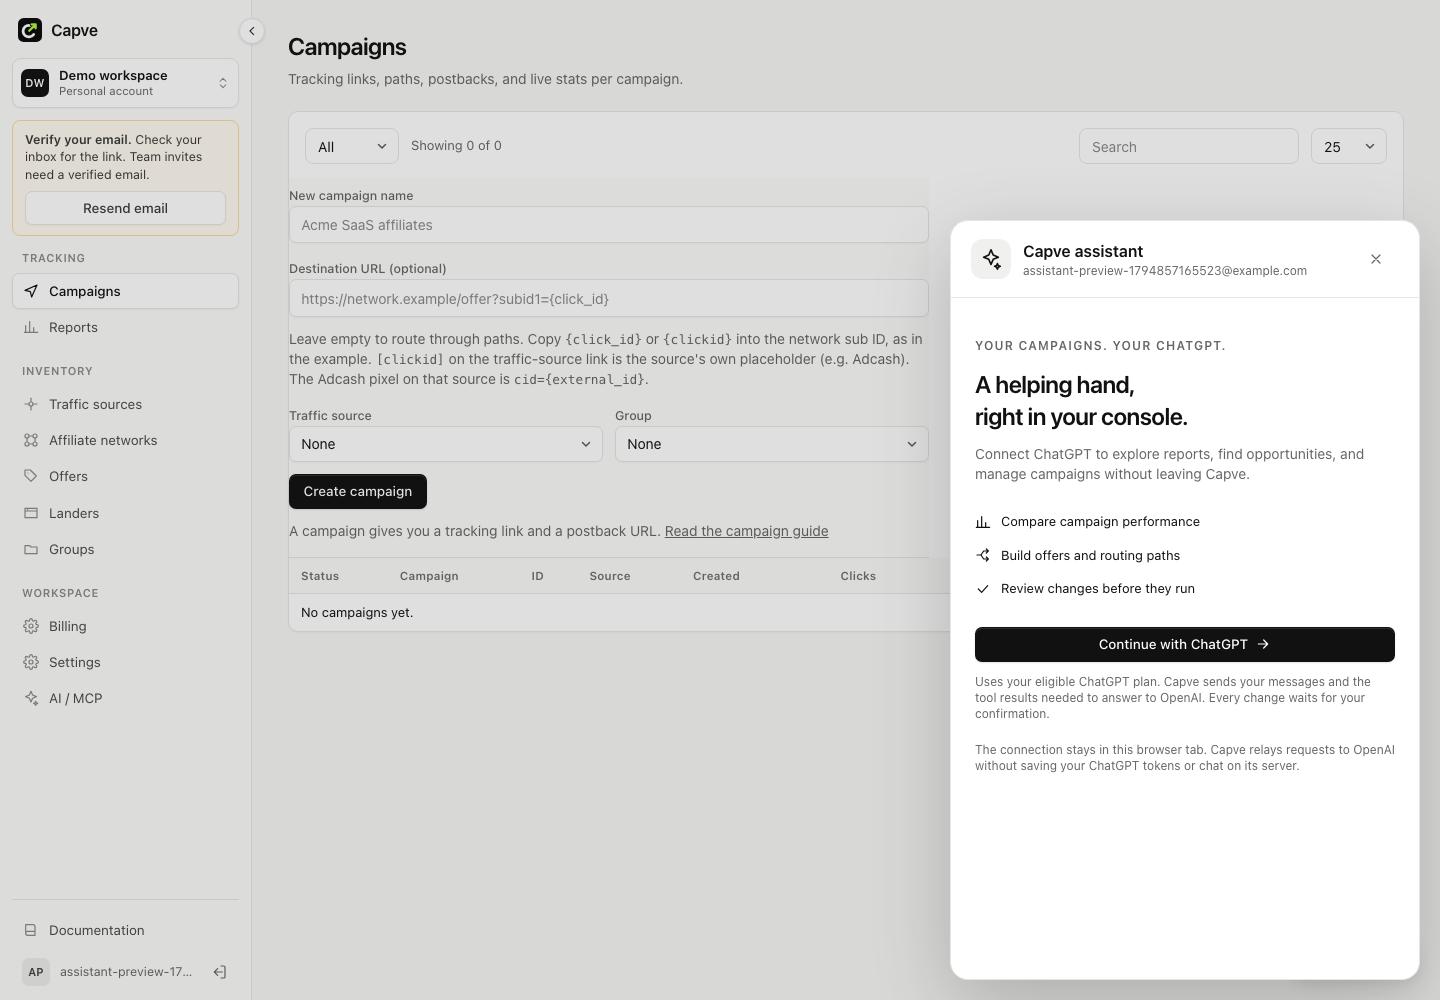 Capve
DW
Demo workspace
Personal account
Verify your email. Check your
inbox for the link. Team invites
need a verified email.
Resend email
TRACKING
Campaigns
Reports
INVENTORY
Traffic sources
Affiliate networks
Offers
Landers
Groups
WORKSPACE
Billing
Settings
AI / MCP
Documentation
AP
assistant-preview-17...
Campaigns
Tracking links, paths, postbacks, and live stats per campaign.
All
Showing 0 of 0
Search
25
New campaign name
Acme SaaS affiliates
Destination URL (optional)
https://network.example/offer?subid1={click_id}
Leave empty to route through paths. Copy {click_id} or {clickid} into the network sub ID, as in
the example. [clickid] on the traffic-source link is the source's own placeholder (e.g. Adcash).
The Adcash pixel on that source is cid={external_id}.
Traffic source
Group
None
None
Create campaign
A campaign gives you a tracking link and a postback URL. Read the campaign guide
Status Campaign ID Source Created Clicks
No campaigns yet.
Capve assistant
assistant-preview-1794857165523@example.com
YOUR CAMPAIGNS. YOUR CHATGPT.
A helping hand,
right in your console.
Connect ChatGPT to explore reports, find opportunities, and
manage campaigns without leaving Capve.
Compare campaign performance
Build offers and routing paths
Review changes before they run
Continue with ChatGPT
Uses your eligible ChatGPT plan. Capve sends your messages and the
tool results needed to answer to OpenAI. Every change waits for your
confirmation.
The connection stays in this browser tab. Capve relays requests to OpenAI
without saving your ChatGPT tokens or chat on its server.